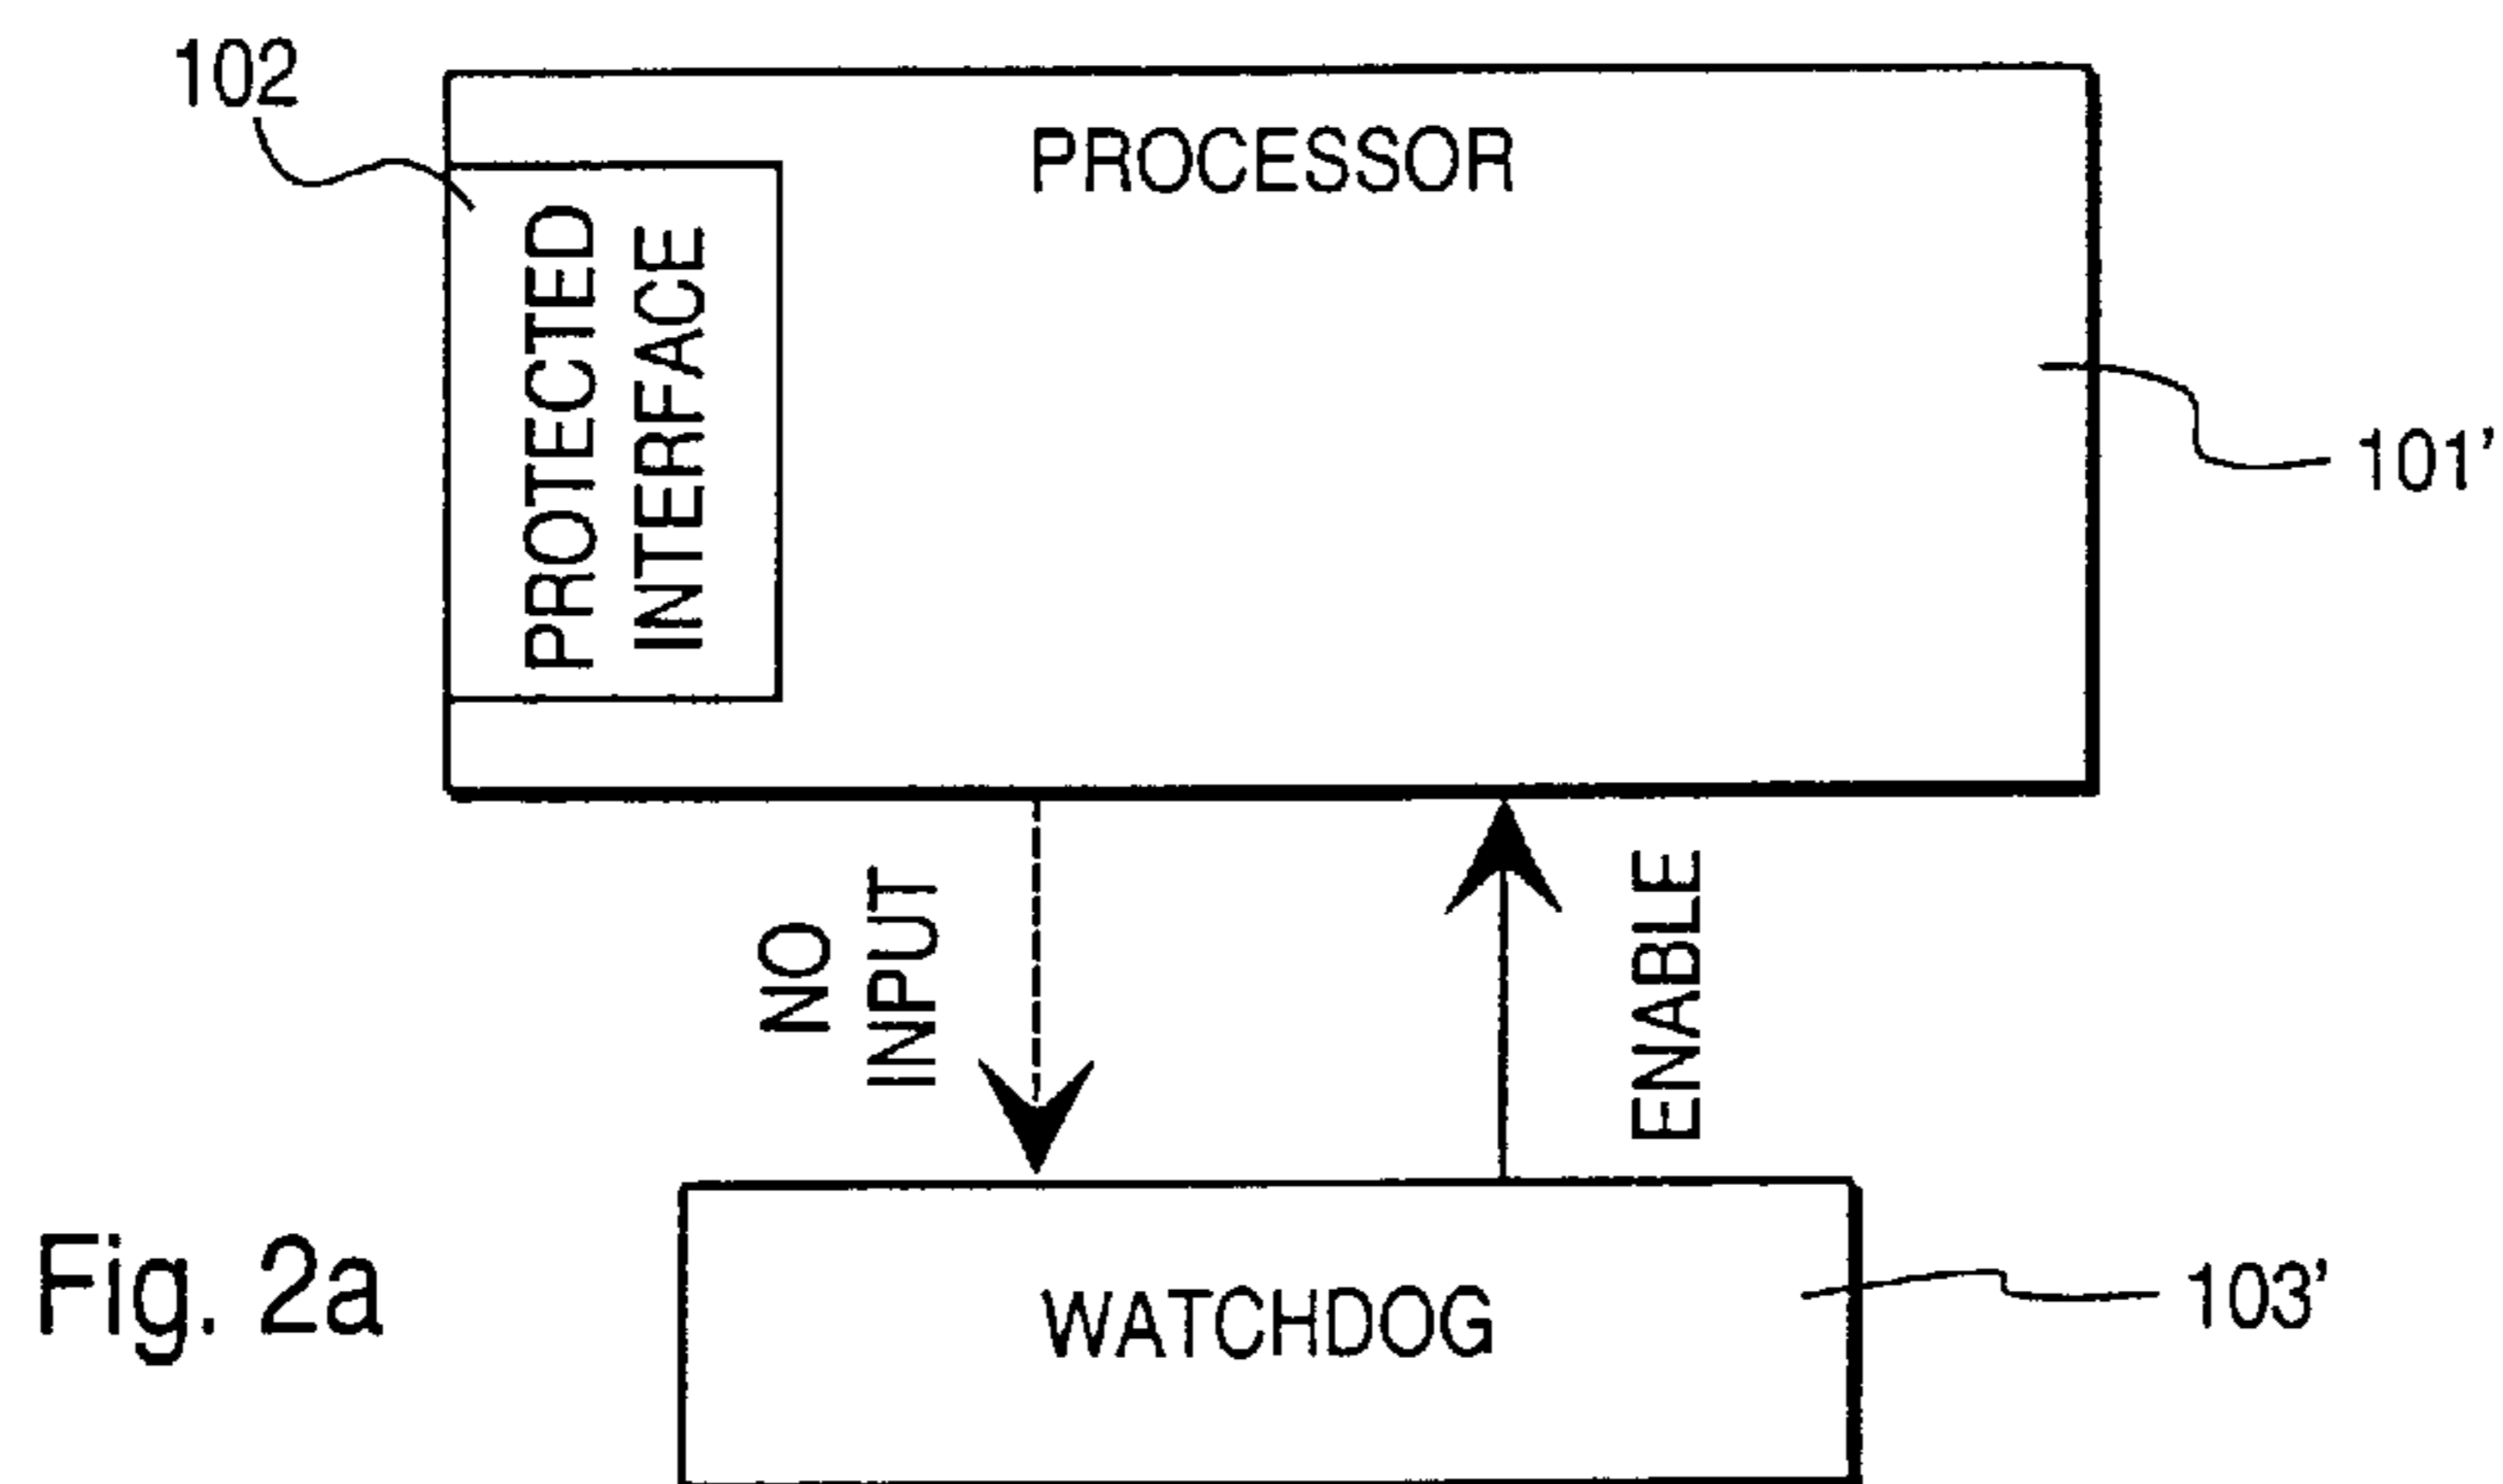 102
PROCESSOR
PROTECTED
INTERFACE
101'
NO
INPUT
ENABLE
Fig. 2a
WATCHDOG
103'